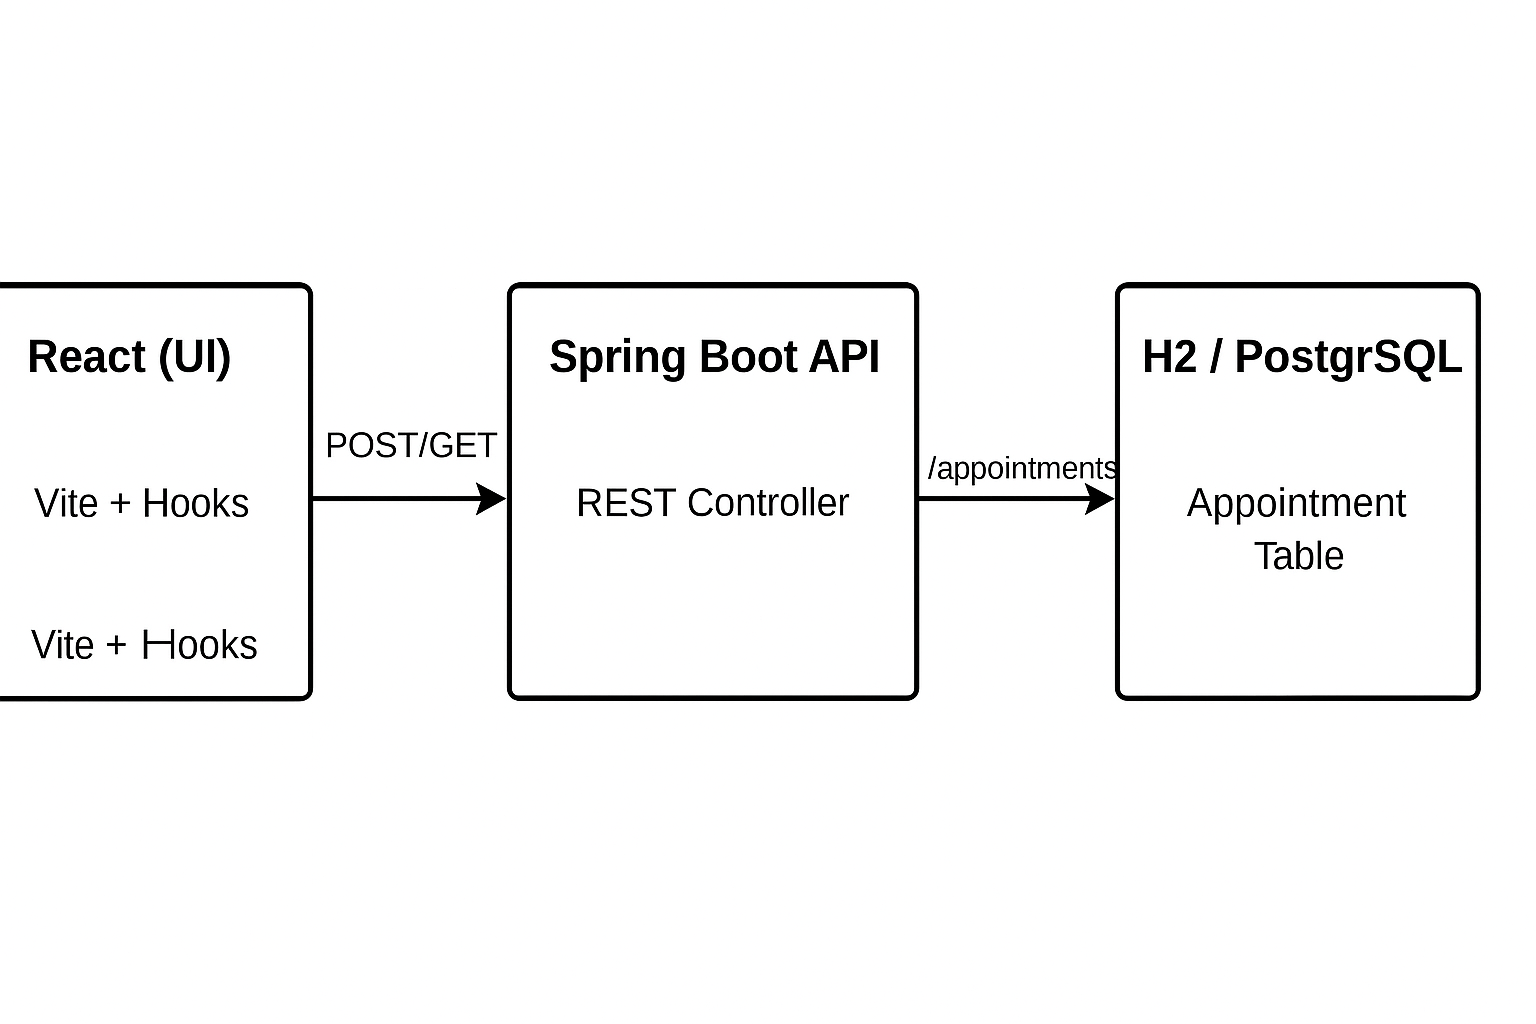 React (UI)
Vite + Hooks
Vite + Hooks
POST/GET
Spring Boot API
REST Controller
/appointments
H2 / PostgrSQL
Appointment
Table